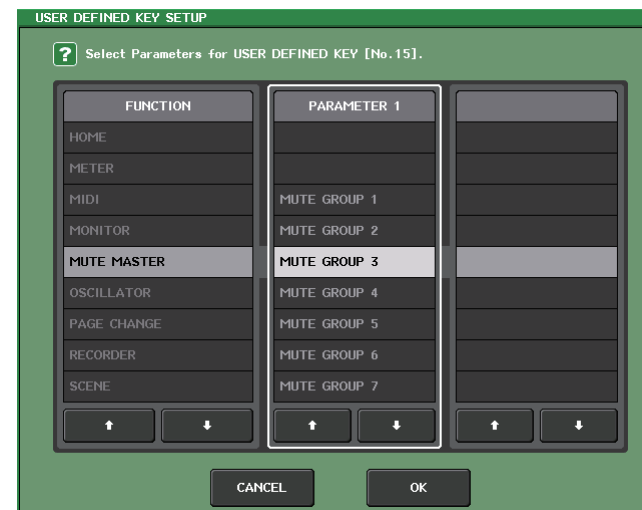 USER DEFINED KEY SETUP
? Select Parameters for USER DEFINED KEY [No.15].
FUNCTION
HOME
METER
MIDI
MONITOR
MUTE MASTER
OSCILLATOR
PAGE CHANGE
RECORDER
SCENE
PARAMETER 1
MUTE GROUP 1
MUTE GROUP 2
MUTE GROUP 3
MUTE GROUP 4
MUTE GROUP 5
MUTE GROUP 6
MUTE GROUP 7
CANCEL
OK